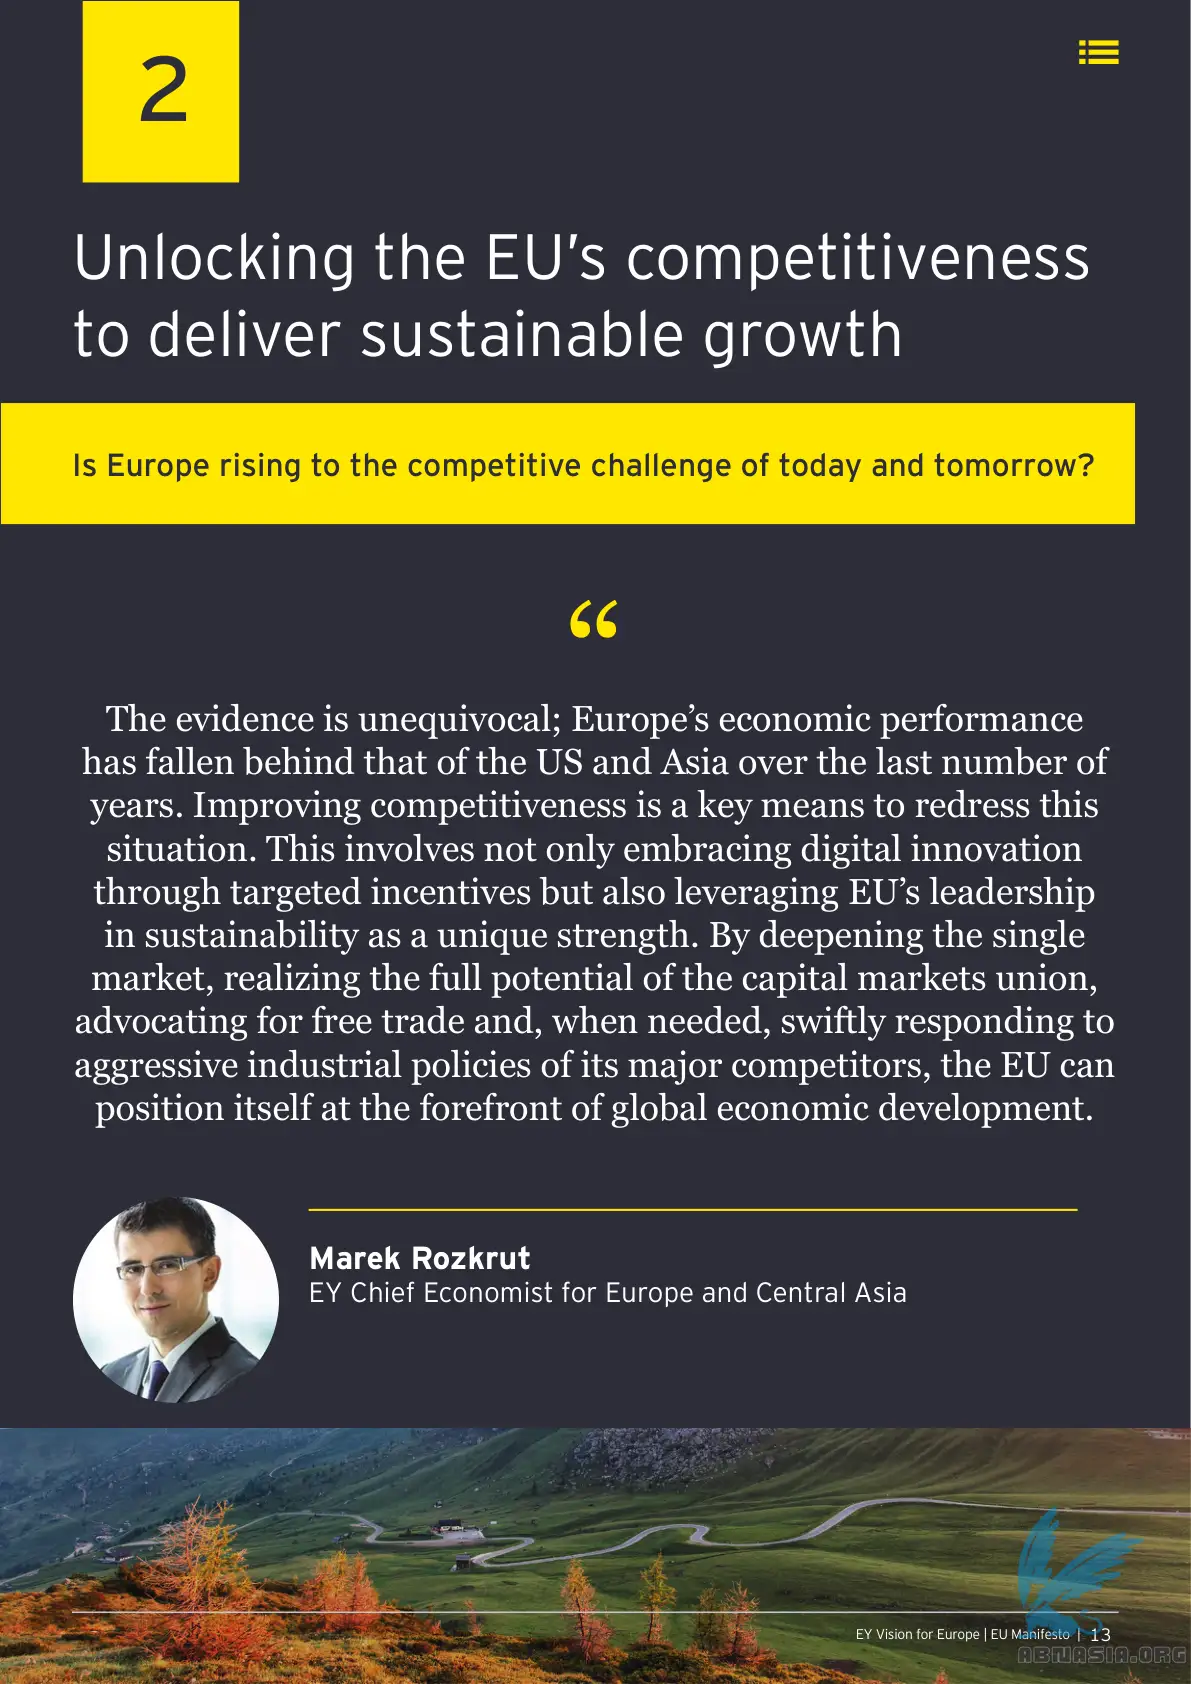 2
Unlocking the EU’s competitiveness
to deliver sustainable growth
Is Europe rising to the competitive challenge of today and tomorrow?
“
The evidence is unequivocal; Europe’s economic performance
has fallen behind that of the US and Asia over the last number of
years. Improving competitiveness is a key means to redress this
situation. This involves not only embracing digital innovation
through targeted incentives but also leveraging EU’s leadership
in sustainability as a unique strength. By deepening the single
market, realizing the full potential of the capital markets union,
advocating for free trade and, when needed, swiftly responding to
aggressive industrial policies of its major competitors, the EU can
position itself at the forefront of global economic development.
Marek Rozkrut
EY Chief Economist for Europe and Central Asia
EY Vision for Europe | EU Manifesto | 13
ABNASIA.ORG